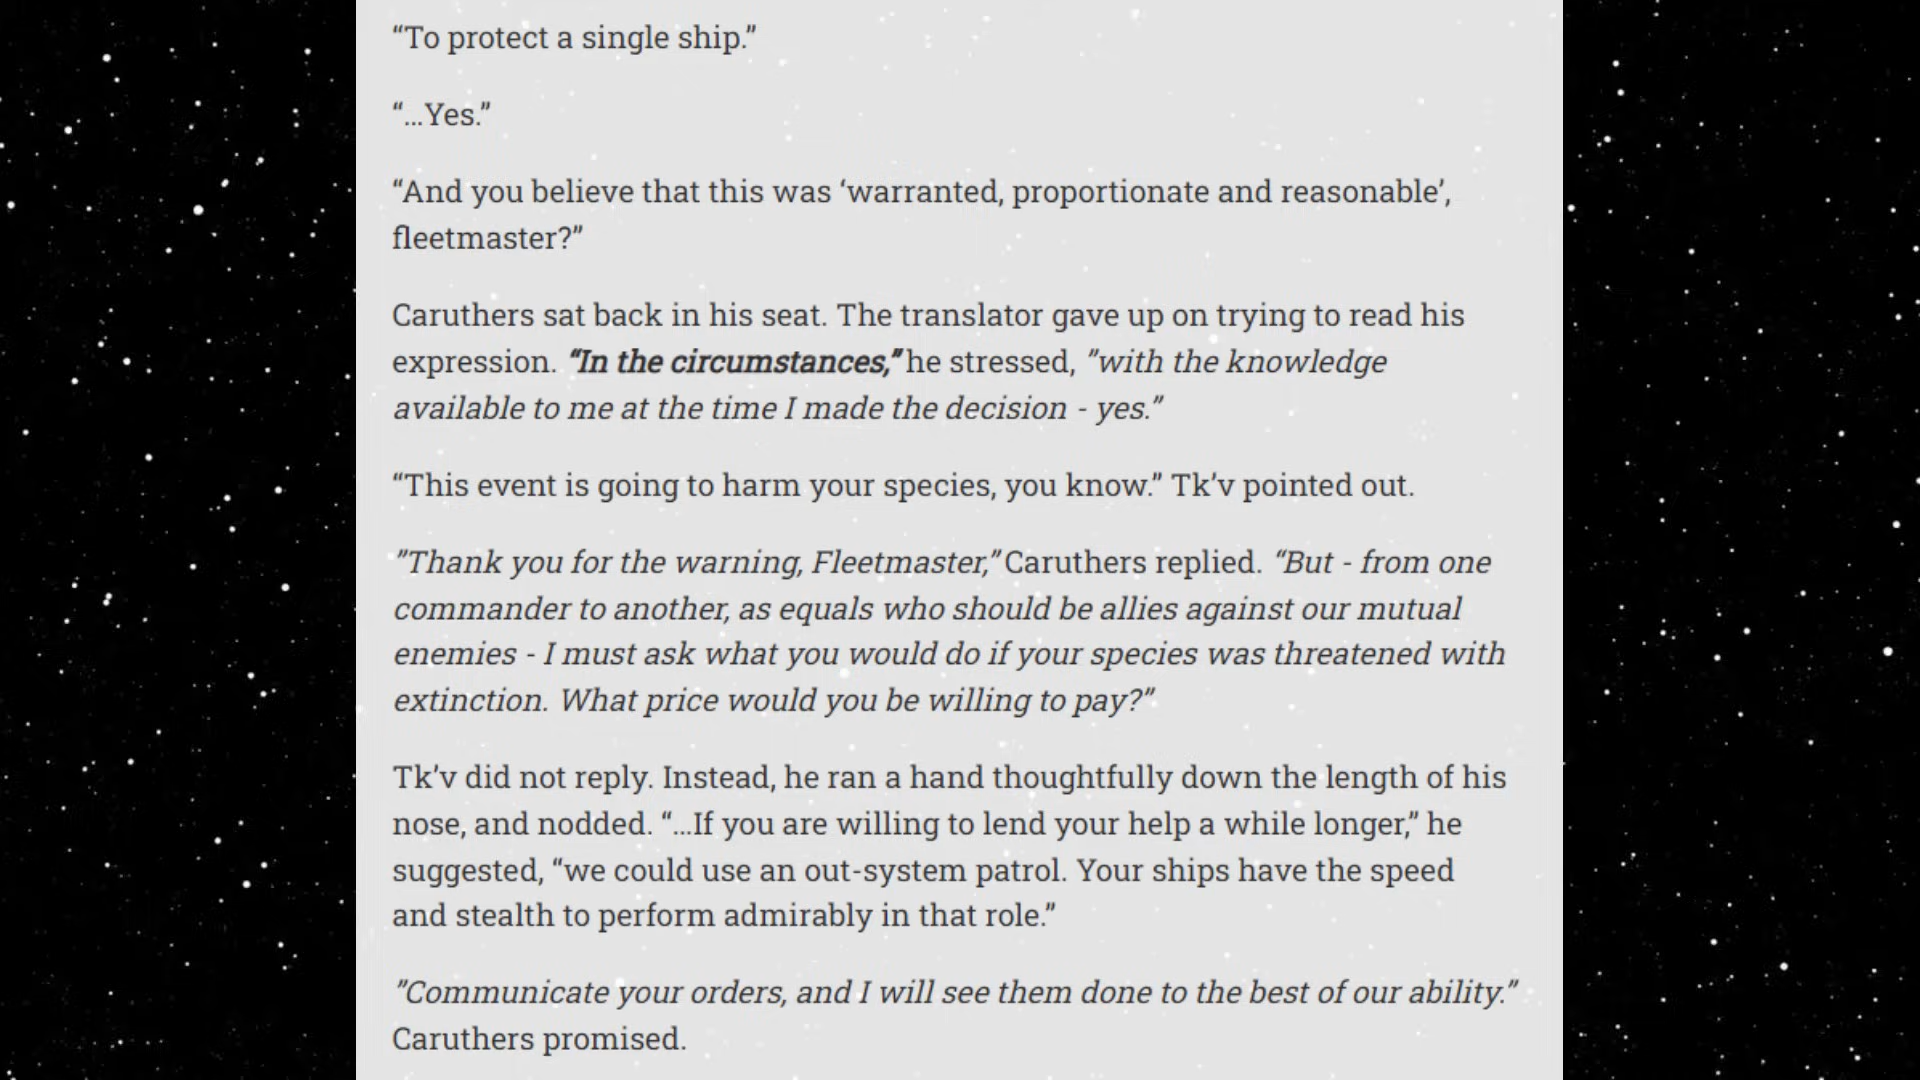 “To protect a single ship.”
“…Yes.”
“And you believe that this was ‘warranted, proportionate and reasonable’,
fleetmaster?”
Caruthers sat back in his seat. The translator gave up on trying to read his
expression. “In the circumstances,” he stressed, ”with the knowledge
available to me at the time I made the decision - yes.”
“This event is going to harm your species, you know.” Tk’v pointed out.
”Thank you for the warning, Fleetmaster,” Caruthers replied. “But - from one
commander to another, as equals who should be allies against our mutual
enemies - I must ask what you would do if your species was threatened with
extinction. What price would you be willing to pay?”
Tk’v did not reply. Instead, he ran a hand thoughtfully down the length of his
nose, and nodded. “…If you are willing to lend your help a while longer,” he
suggested, “we could use an out-system patrol. Your ships have the speed
and stealth to perform admirably in that role.”
”Communicate your orders, and I will see them done to the best of our ability.”
Caruthers promised.